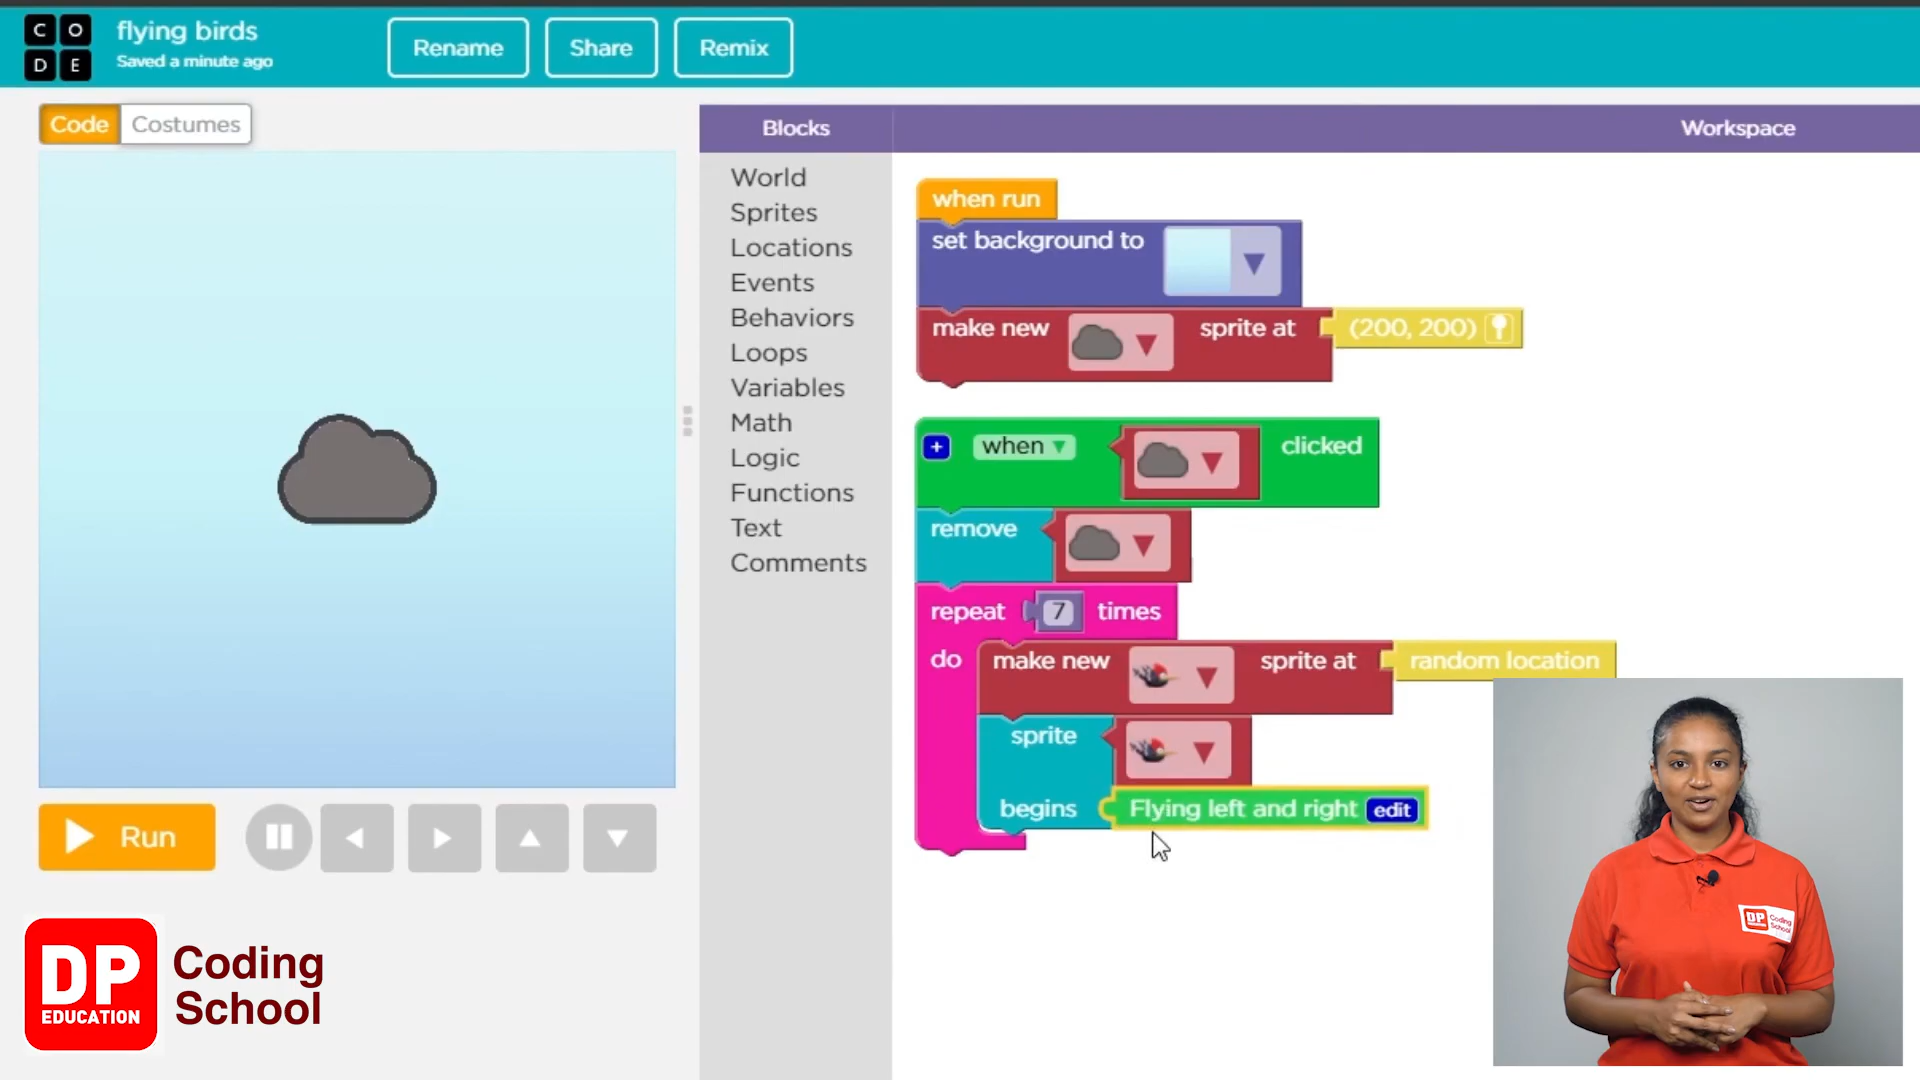 C O
D E
flying birds
Saved a minute ago
Rename
Share
Remix
Code
Costumes
Blocks
Workspace
World
Sprites
Locations
Events
Behaviors
Loops
Variables
Math
Logic
Functions
Text
Comments
when run
set background to
make new sprite at (200, 200)
+ when clicked
remove
repeat 7 times
do make new sprite at random location
sprite
begins Flying left and right edit
Run
DP
EDUCATION
Coding
School
DP
Coding
School